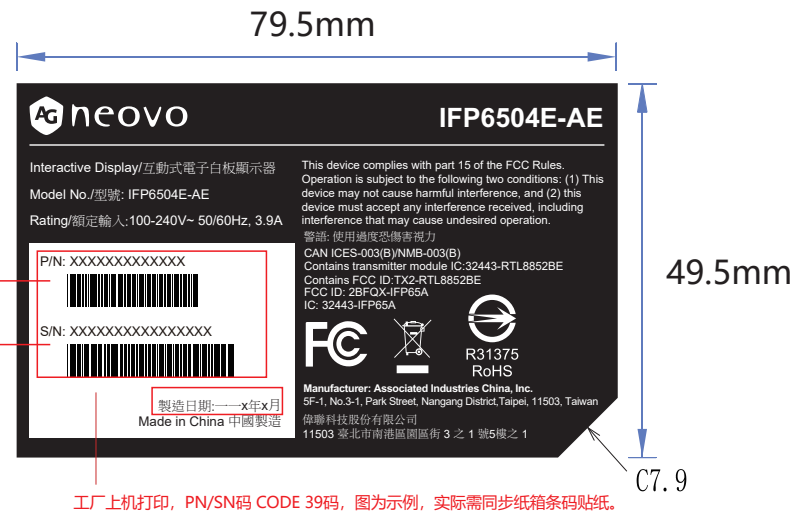 79.5mm
AG neovo
IFP6504E-AE
Interactive Display/互動式電子白板顯示器
Model No./型號: IFP6504E-AE
Rating/額定輸入:100-240V~ 50/60Hz, 3.9A
This device complies with part 15 of the FCC Rules.
Operation is subject to the following two conditions: (1) This
device may not cause harmful interference, and (2) this
device must accept any interference received, including
interference that may cause undesired operation.
警語: 使用過度恐傷害視力
CAN ICES-003(B)/NMB-003(B)
Contains transmitter module IC:32443-RTL8852BE
Contains FCC ID:TX2-RTL8852BE
FCC ID: 2BFQX-IFP65A
IC: 32443-IFP65A
P/N: XXXXXXXXXXXXX
S/N: XXXXXXXXXXXXXXXX
製造日期:一一x年x月
Made in China 中國製造
FC
R31375
RoHS
Manufacturer: Associated Industries China, Inc.
5F-1, No.3-1, Park Street, Nangang District,Taipei, 11503, Taiwan
偉聯科技股份有限公司
11503 臺北市南港區園區街 3 之 1 號5樓之 1
49.5mm
C7.9
工厂上机打印，PN/SN码 CODE 39码，图为示例，实际需同步纸箱条码贴纸。